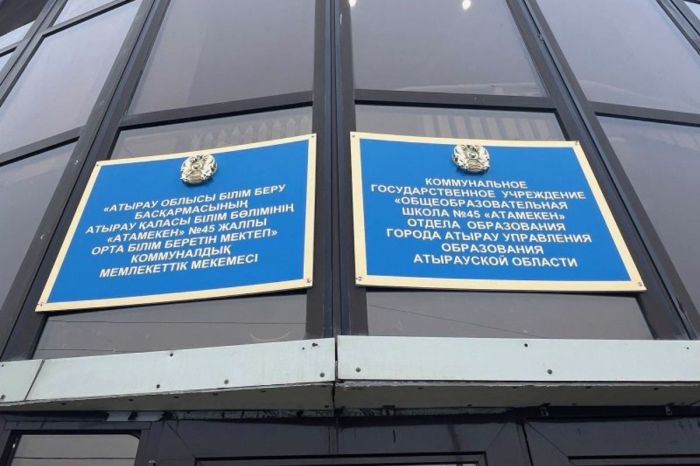 «АТЫРАУ ОБЛЫСЫ БІЛІМ БЕРУ
БАСҚАРМАСЫНЫҢ
АТЫРАУ ҚАЛАСЫ БІЛІМ БӨЛІМІНІҢ
«АТАМЕКЕН» №45 ЖАЛПЫ
ОРТА БІЛІМ БЕРЕТІН МЕКТЕП»
КОММУНАЛДЫҚ
МЕМЛЕКЕТТІК МЕКЕМЕСІ
КОММУНАЛЬНОЕ
ГОСУДАРСТВЕННОЕ УЧРЕЖДЕНИЕ
«ОБЩЕОБРАЗОВАТЕЛЬНАЯ
ШКОЛА №45 «АТАМЕКЕН»
ОТДЕЛА ОБРАЗОВАНИЯ
ГОРОДА АТЫРАУ УПРАВЛЕНИЯ
ОБРАЗОВАНИЯ
АТЫРАУСКОЙ ОБЛАСТИ